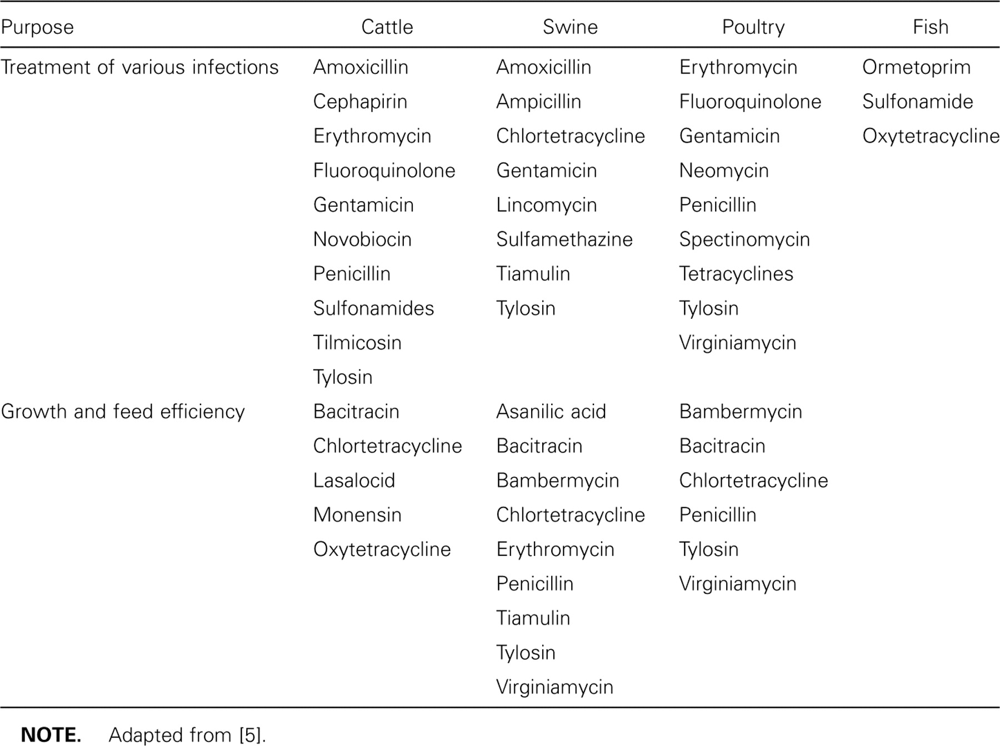 Purpose Cattle Swine Poultry Fish
Treatment of various infections Amoxicillin Amoxicillin Erythromycin Ormetoprim
Cephapirin Ampicillin Fluoroquinolone Sulfonamide
Erythromycin Chlortetracycline Gentamicin Oxytetracycline
Fluoroquinolone Gentamicin Neomycin
Gentamicin Lincomycin Penicillin
Novobiocin Sulfamethazine Spectinomycin
Penicillin Tiamulin Tetracyclines
Sulfonamides Tylosin Tylosin
Tilmicosin Virginiamycin
Tylosin
Growth and feed efficiency Bacitracin Asanilic acid Bambermycin
Chlortetracycline Bacitracin Bacitracin
Lasalocid Bambermycin Chlortetracycline
Monensin Chlortetracycline Penicillin
Oxytetracycline Erythromycin Tylosin
Penicillin Virginiamycin
Tiamulin
Tylosin
Virginiamycin
NOTE. Adapted from [5].